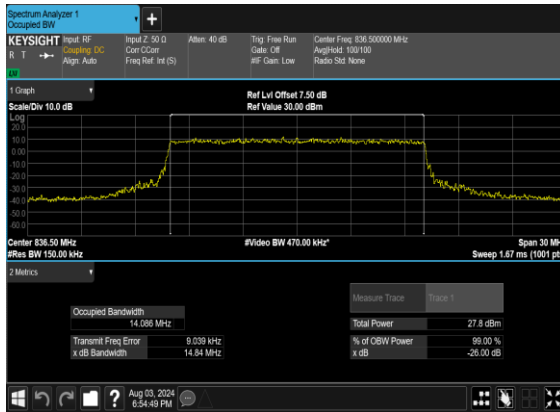 Spectrum Analyzer 1
Occupied BW
KEYSIGHT
R T
Input: RF
Coupling: DC
Align: Auto
Input Z: 50 Ω
Corr CCorr
Freq Ref: Int (S)
Atten: 40 dB
Trig: Free Run
Gate: Off
#IF Gain: Low
Center Freq: 836.500000 MHz
Avg|Hold: 100/100
Radio Std: None
1 Graph
Scale/Div 10.0 dB
Ref Lvl Offset 7.50 dB
Ref Value 30.00 dBm
Log
20.0
10.0
0.00
-10.0
-20.0
-30.0
-40.0
-50.0
-60.0
Center 836.50 MHz
#Video BW 470.00 kHz*
Span 30 MH
#Res BW 150.00 kHz
Sweep 1.67 ms (1001 pt
2 Metrics
Measure Trace
Trace 1
Occupied Bandwidth
14.086 MHz
Total Power
27.8 dBm
Transmit Freq Error
9.039 kHz
% of OBW Power
99.00 %
x dB Bandwidth
14.84 MHz
x dB
-26.00 dB
?
Aug 03, 2024
6:54:49 PM